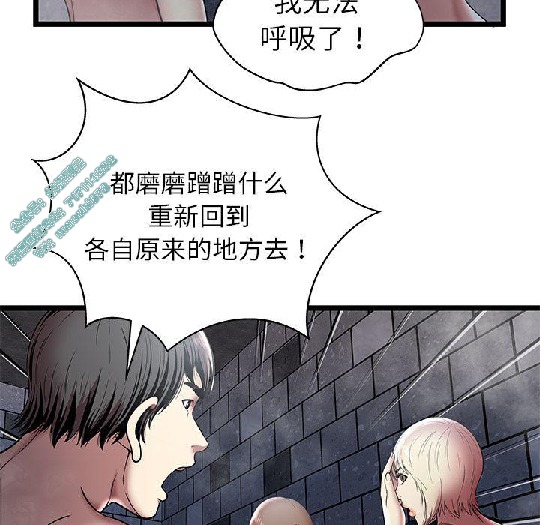 我无法
呼吸了！
都磨磨蹭蹭什么
重新回到
各自原来的地方去！